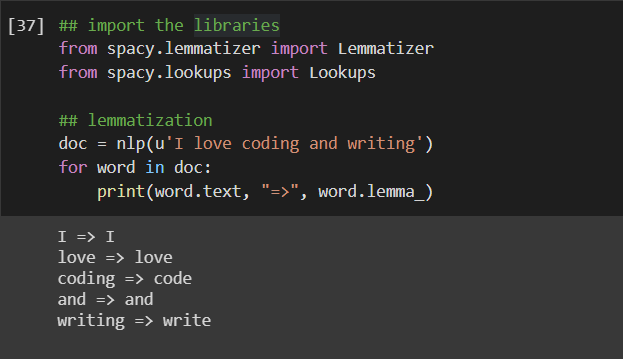 [37] ## import the libraries
from spacy.lemmatizer import Lemmatizer
from spacy.lookups import Lookups
## lemmatization
doc = nlp(u'I love coding and writing')
for word in doc:
    print(word.text, "=>", word.lemma_)
I => I
love => love
coding => code
and => and
writing => write